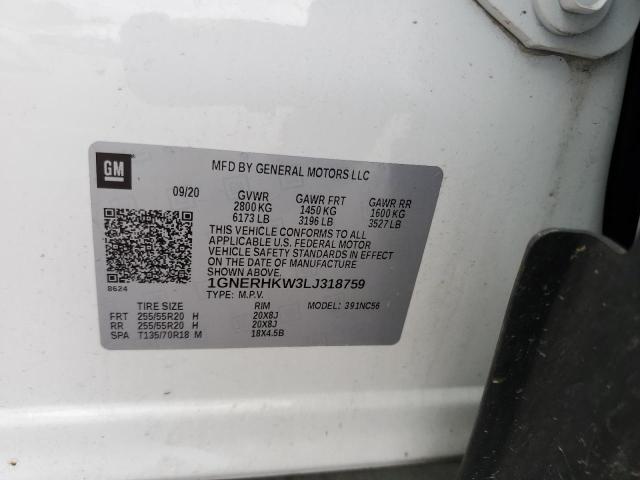 GM
MFD BY GENERAL MOTORS LLC
09/20 GVWR GAWR FRT GAWR RR
2800 KG 1450 KG 1600 KG
6173 LB 3196 LB 3527 LB
THIS VEHICLE CONFORMS TO ALL
APPLICABLE U.S. FEDERAL MOTOR
VEHICLE SAFETY STANDARDS IN EFFECT
ON THE DATE OF MANUFACTURE
SHOWN ABOVE.
1GNERHKW3LJ318759
8624
TYPE: M.P.V. MODEL: 391NC56
TIRE SIZE RIM
FRT 255/55R20 H 20X8J
RR 255/55R20 H 20X8J
SPA T135/70R18 M 18X4.5B